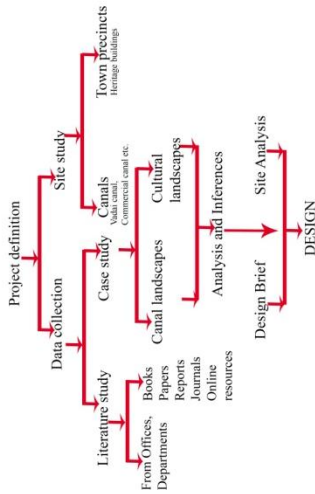 Project definition
Data collection
Site study
Literature study
Case study
Canals
Vadai canal,
Commercial canal etc.
Town precincts
Heritage buildings
From Offices,
Departments
Books
Papers
Reports
Journals
Online
resources
Canal landscapes
Cultural
landscapes
Analysis and Inferences
Design Brief
Site Analysis
DESIGN